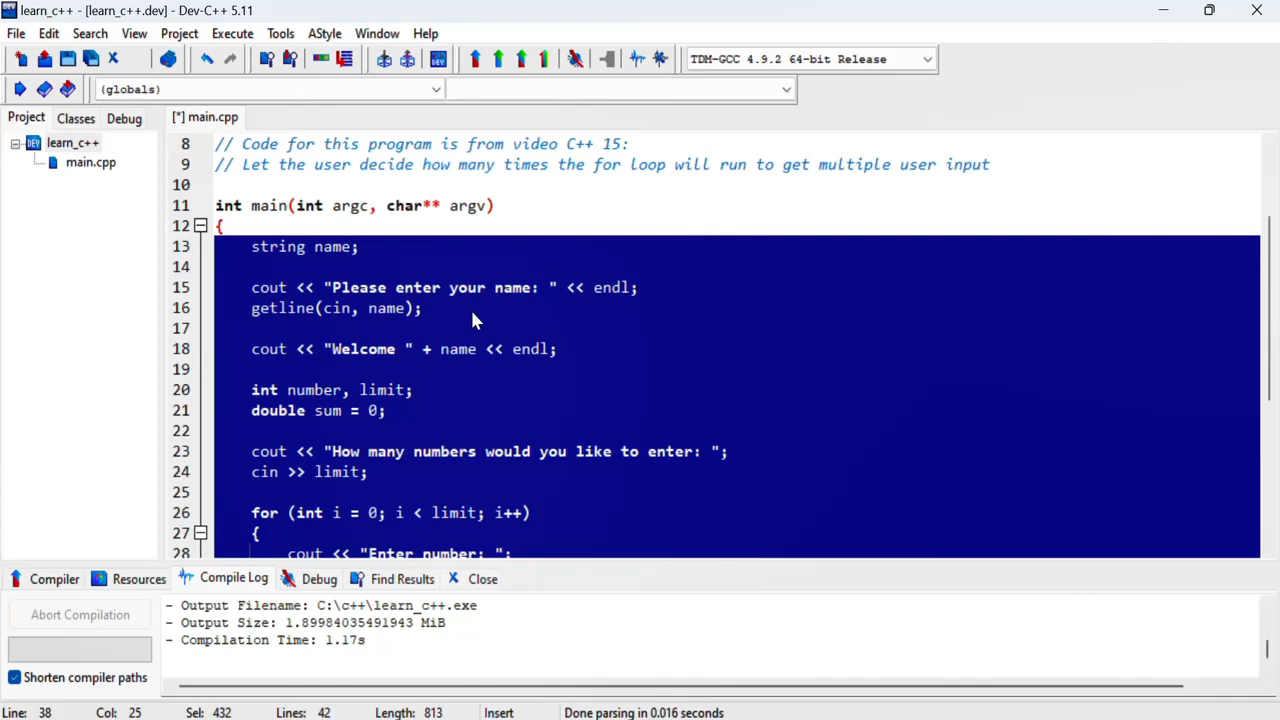 learn_c++ - [learn_c++.dev] - Dev-C++ 5.11
File Edit Search View Project Execute Tools AStyle Window Help
TDM-GCC 4.9.2 64-bit Release
(globals)
Project Classes Debug
[*] main.cpp
learn_c++
main.cpp
8 // Code for this program is from video C++ 15:
9 // Let the user decide how many times the for loop will run to get multiple user input
10
11 int main(int argc, char** argv)
12 {
13 string name;
14
15 cout << "Please enter your name: " << endl;
16 getline(cin, name);
17
18 cout << "Welcome " + name << endl;
19
20 int number, limit;
21 double sum = 0;
22
23 cout << "How many numbers would you like to enter: ";
24 cin >> limit;
25
26 for (int i = 0; i < limit; i++)
27 {
28 cout << "Enter number: ";
Compiler Resources Compile Log Debug Find Results Close
Abort Compilation
Shorten compiler paths
- Output Filename: C:\c++\learn_c++.exe
- Output Size: 1.89984035491943 MiB
- Compilation Time: 1.17s
Line: 38 Col: 25 Sel: 432 Lines: 42 Length: 813 Insert Done parsing in 0.016 seconds